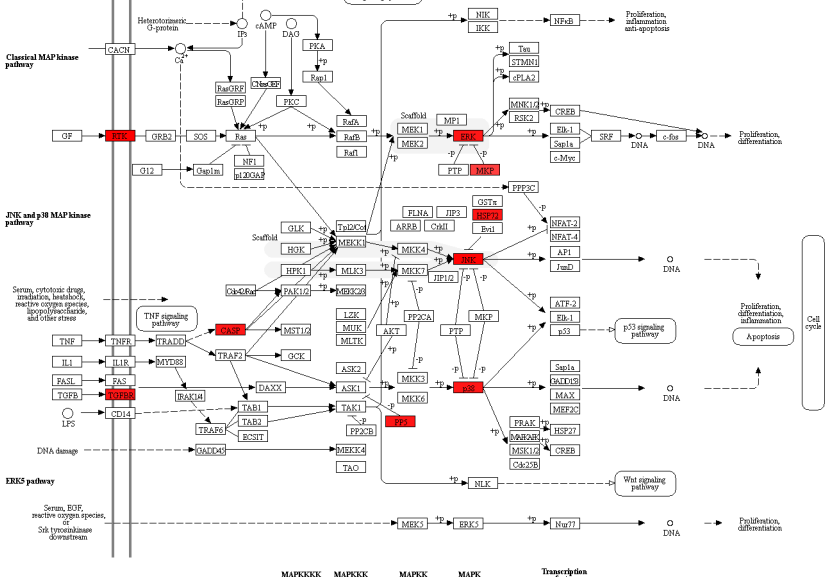 NIK
IKK
NFκB
Proliferation,
inflammation
anti-apoptosis
Heterotorimeric
G-protein
IP3
cAMP
DAG
Classical MAP kinase
pathway
CACN
Ca2+
PKA
+p
Rap1
RasGRF
RasGRP
CNasGEF
PKC
Tau
STMN1
cPLA2
MNK1/2
RSK2
CREB
GF
GRB2
SOS
Ras
RafA
RafB
Raf1
Scaffold
MEK1
MEK2
MP1
ERK
Elk-1
Sap1a
c-Myc
SRF
DNA
c-fos
DNA
Proliferation,
differentiation
G12
Gap1m
NF1
p120GAP
PTP
MKP
PPP3C
JNK and p38 MAP kinase
pathway
GSTπ
HSP72
Evi1
FLNA
JIP3
ARRB
CrkII
NFAT-2
NFAT-4
GLK
HGK
HPK1
Scaffold
Tpl2/Cot
MEKK1
MLK3
MEKK2/3
MKK4
MKK7
JIP1/2
JNK
AP1
JunD
DNA
Cdc42/Rac
PAK1/2
Serum, cytotoxic drugs,
irradiation, heatshock,
reactive oxygen species,
lipopolysaccharide,
and other stress
TNF signaling
pathway
CASP
MST1/2
LZK
MUK
MLTK
AKT
PP2CA
PTP
MKP
ATF-2
Elk-1
p53
p53 signaling
pathway
Proliferation,
differentiation,
inflammation
Apoptosis
Cell
cycle
TNF
TNFR
TRADD
TRAF2
GCK
IL1
IL1R
MYD88
FASL
FAS
DAXX
ASK2
ASK1
MKK3
MKK6
p38
Sap1a
GADD153
MAX
MEF2C
DNA
TGFB
TGFBR
IRAK1/4
LPS
CD14
TAB1
TAK1
TAB2
ECSIT
TRAF6
PP2CB
PP5
PRAK
MAPKAPK
MSK1/2
Cdc25B
HSP27
CREB
DNA damage
GADD45
MEKK4
TAO
ERK5 pathway
NLK
Wnt signaling
pathway
Serum, EGF,
reactive oxygen species,
or
Srk tyrosinkinase
downstream
MEK5
ERK5
Nur77
DNA
Proliferation,
differentiation
MAPKKKK
MAPKKK
MAPKK
MAPK
Transcription